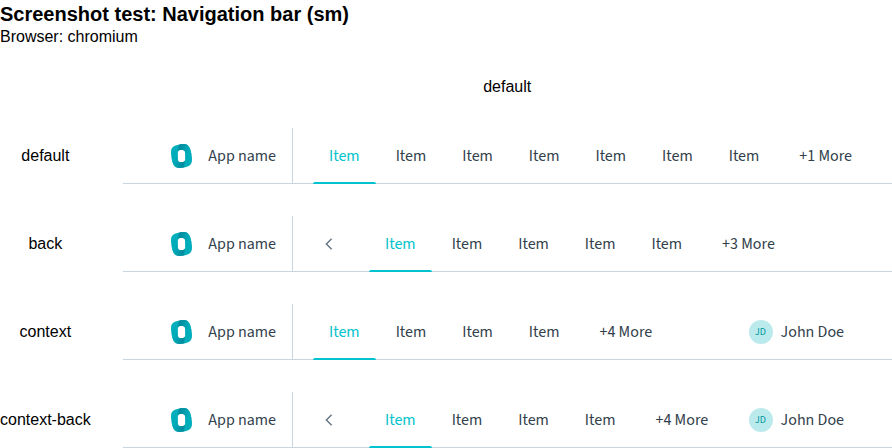 Screenshot test: Navigation bar (sm)
Browser: chromium
default
default App name Item Item Item Item Item Item Item +1 More
back App name Item Item Item Item Item +3 More
context App name Item Item Item Item +4 More JD John Doe
context-back App name Item Item Item Item +4 More JD John Doe